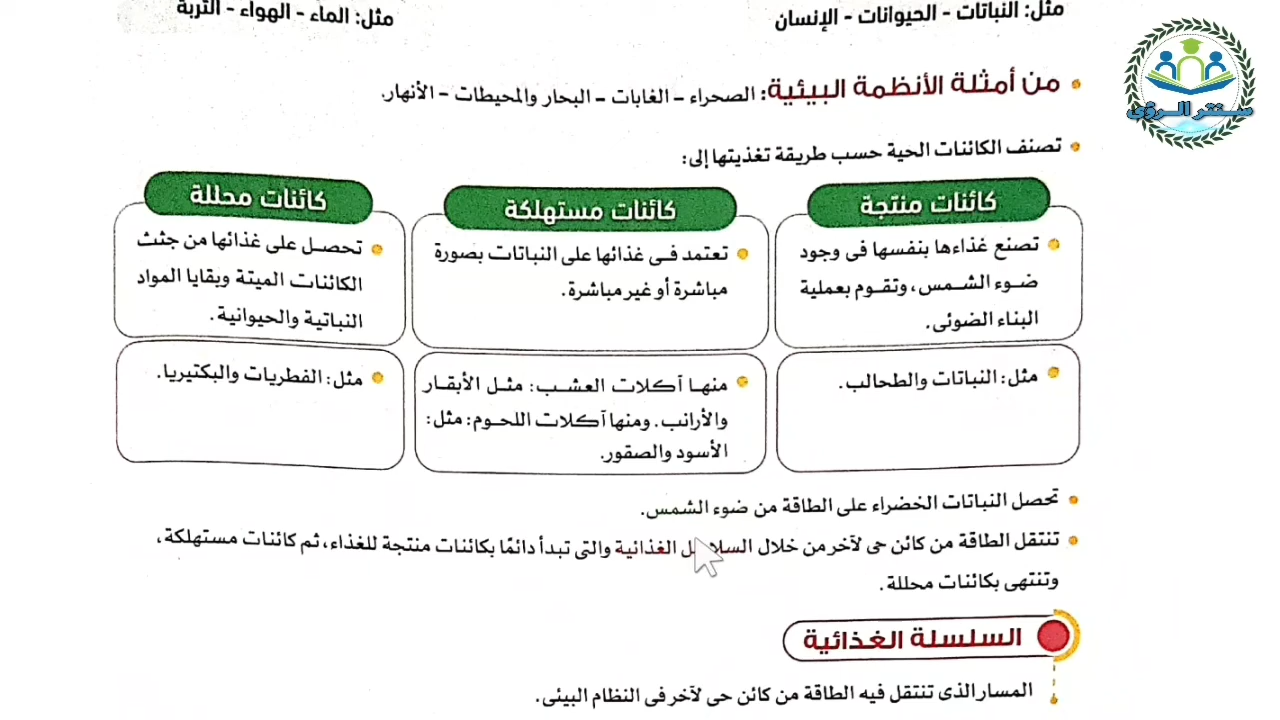 مثل: النباتات - الحيوانات - الإنسان
مثل: الماء - الهواء - التربة
سنتر الرؤى
من أمثلة الأنظمة البيئية: الصحراء - الغابات - البحار والمحيطات - الأنهار.
تصنف الكائنات الحية حسب طريقة تغذيتها إلى:
كائنات منتجة
تصنع غذاءها بنفسها فى وجود
ضوء الشمس، وتقوم بعملية
البناء الضوئى.
مثل: النباتات والطحالب.
كائنات مستهلكة
تعتمد فى غذائها على النباتات بصورة
مباشرة أو غير مباشرة.
منها آكلات العشب: مثل الأبقار
والأرانب. ومنها آكلات اللحوم: مثل:
الأسود والصقور.
كائنات محللة
تحصل على غذائها من جثث
الكائنات الميتة وبقايا المواد
النباتية والحيوانية.
مثل: الفطريات والبكتيريا.
تحصل النباتات الخضراء على الطاقة من ضوء الشمس.
تنتقل الطاقة من كائن حى لآخر من خلال السلاسل الغذائية والتى تبدأ دائمًا بكائنات منتجة للغذاء، ثم كائنات مستهلكة،
وتنتهى بكائنات محللة.
السلسلة الغذائية
المسار الذى تنتقل فيه الطاقة من كائن حى لآخر فى النظام البيئى.